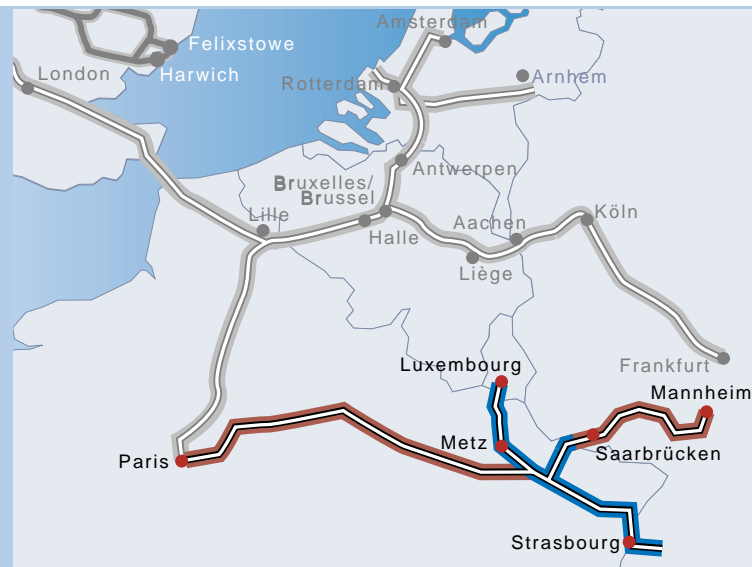 Amsterdam
Felixstowe
London
Harwich
Rotterdam
Arnhem
Antwerpen
Bruxelles/
Brussel
Lille
Halle
Aachen
Köln
Liège
Luxembourg
Frankfurt
Mannheim
Metz
Saarbrücken
Paris
Strasbourg